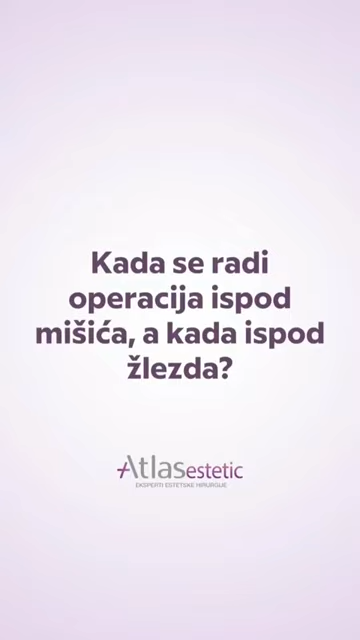 Kada se radi
operacija ispod
mišića, a kada ispod
žlezda?
Atlasestetic
EKSPERTI ESTETSKE HIRURGIJE